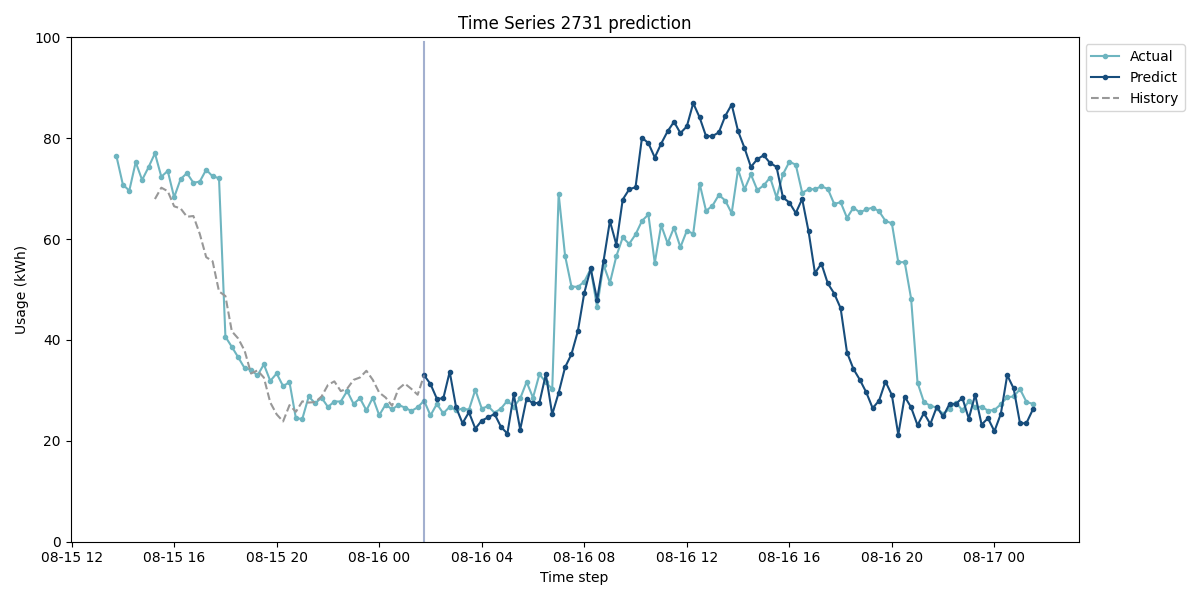 Time Series 2731 prediction
Usage (kWh)
100
80
60
40
20
0
08-15 12
08-15 16
08-15 20
08-16 00
08-16 04
08-16 08
08-16 12
08-16 16
08-16 20
08-17 00
Time step
Actual
Predict
History